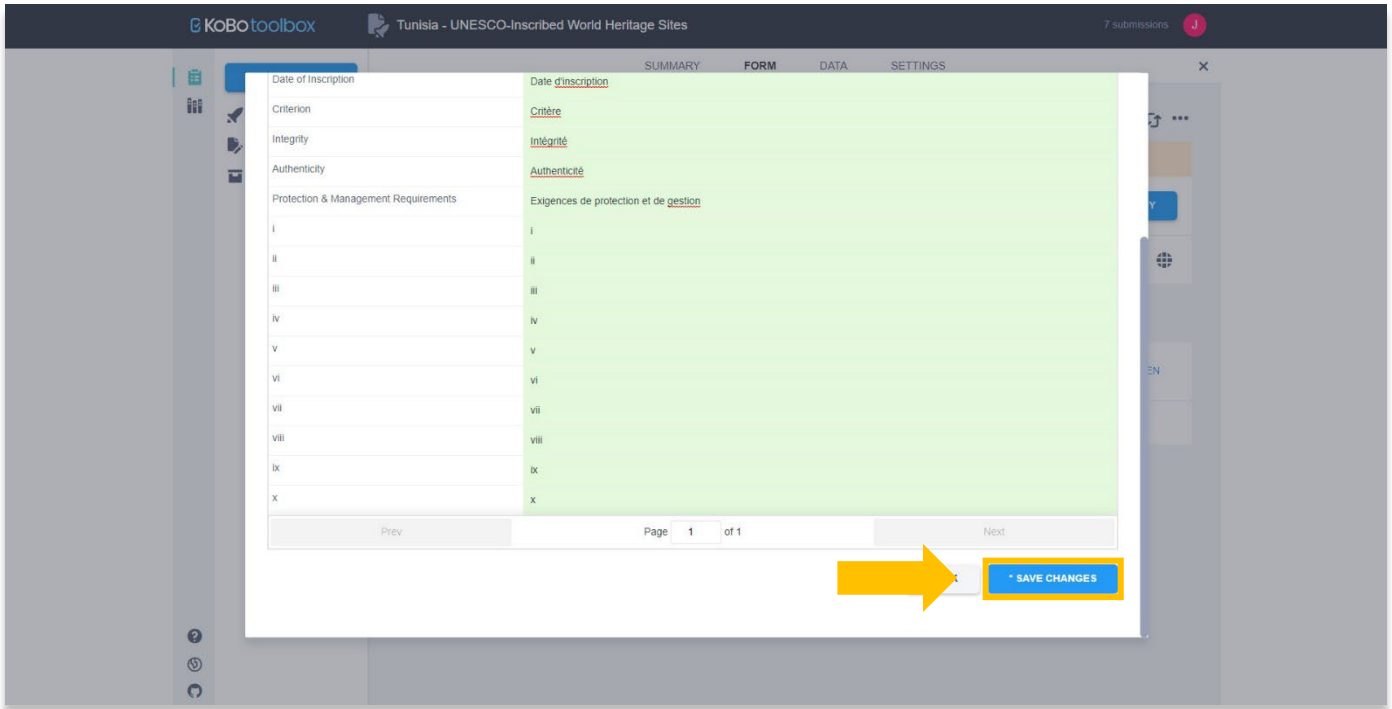 KoBotoolbox Tunisia - UNESCO-Inscribed World Heritage Sites 7 submissions J
SUMMARY FORM DATA SETTINGS
Date of Inscription Date d'inscription
Criterion Critère
Integrity Intégrité
Authenticity Authenticité
Protection & Management Requirements Exigences de protection et de gestion
i i
ii ii
iii iii
iv iv
v v
vi vi
vii vii
viii viii
ix ix
x x
Y
EN
Prev Page 1 of 1 Next
* SAVE CHANGES